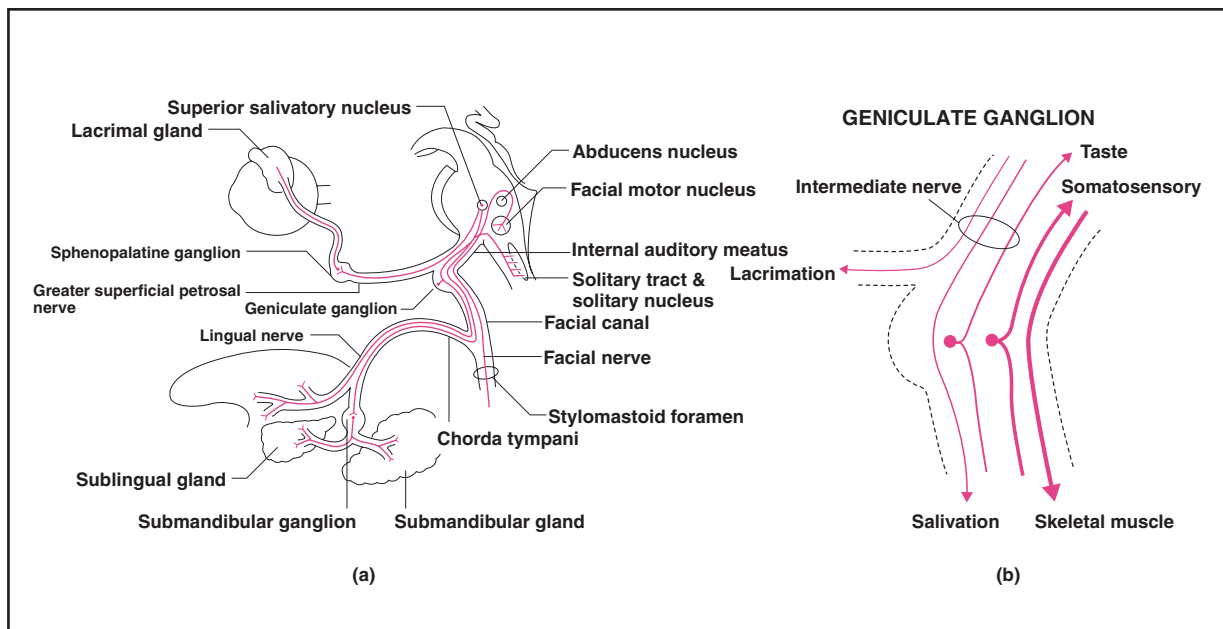 Superior salivatory nucleus
Lacrimal gland
Abducens nucleus
Facial motor nucleus
Sphenopalatine ganglion
Internal auditory meatus
Greater superficial petrosal
nerve
Solitary tract &
solitary nucleus
Geniculate ganglion
Facial canal
Lingual nerve
Facial nerve
Stylomastoid foramen
Chorda tympani
Sublingual gland
Submandibular ganglion
Submandibular gland
(a)
GENICULATE GANGLION
Taste
Intermediate nerve
Somatosensory
Lacrimation
Salivation
Skeletal muscle
(b)